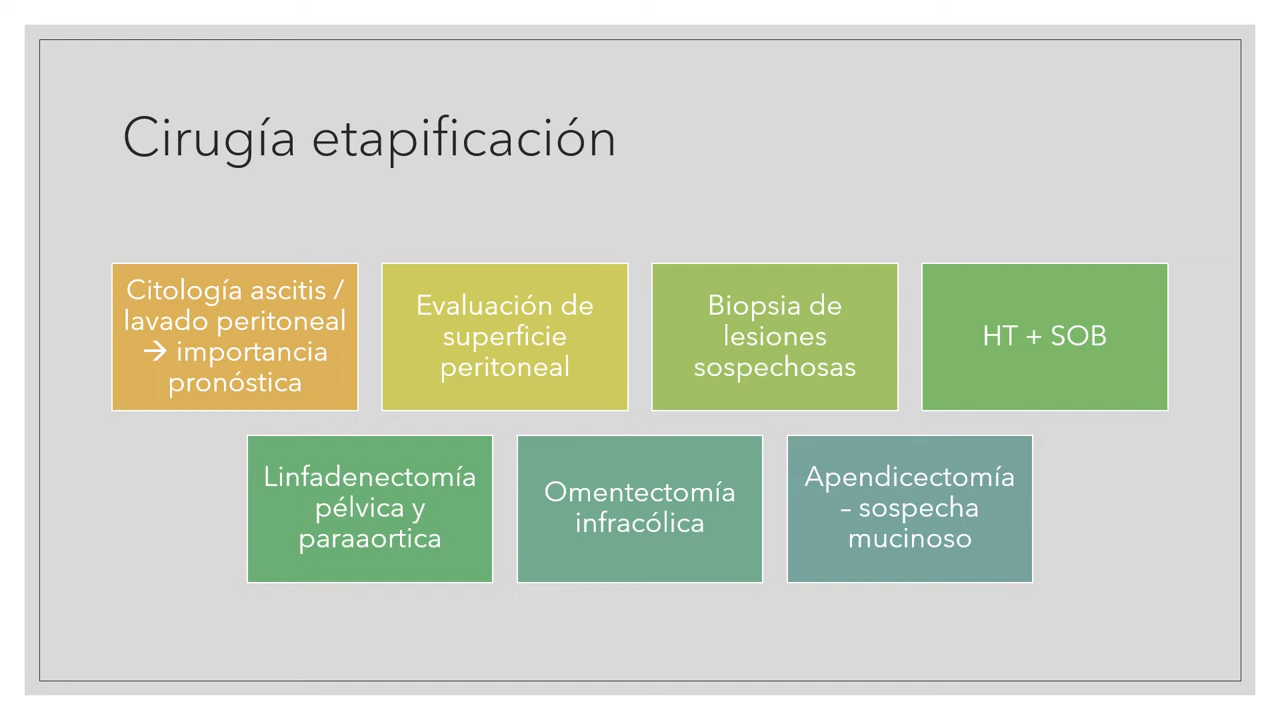 Cirugía etapificación
Citología ascitis /
lavado peritoneal
→ importancia
pronóstica
Evaluación de
superficie
peritoneal
Biopsia de
lesiones
sospechosas
HT + SOB
Linfadenectomía
pélvica y
paraaortica
Omentectomía
infracólica
Apendicectomía
– sospecha
mucinoso